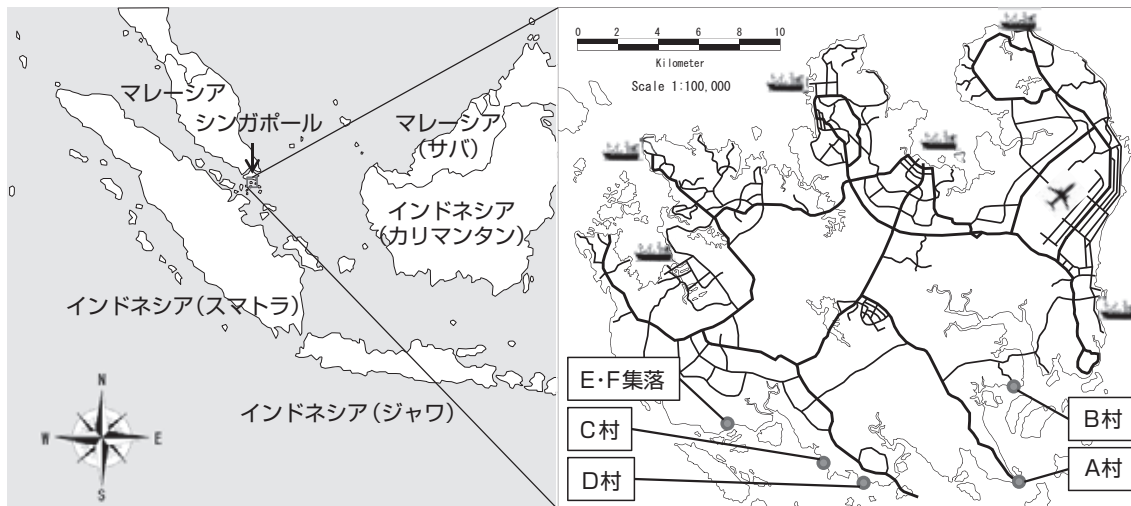 マレーシア
シンガポール
マレーシア
(サバ)
インドネシア
(カリマンタン)
インドネシア(スマトラ)
インドネシア(ジャワ)
N
W E
S
0 2 4 6 8 10
Kilometer
Scale 1:100,000
E・F集落
C村
D村
B村
A村